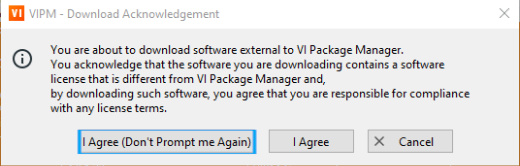 VI VIPM - Download Acknowledgement
You are about to download software external to VI Package Manager.
You acknowledge that the software you are downloading contains a software
license that is different from VI Package Manager and,
by downloading such software, you agree that you are responsible for compliance
with any license terms.
I Agree (Don't Prompt me Again) I Agree Cancel